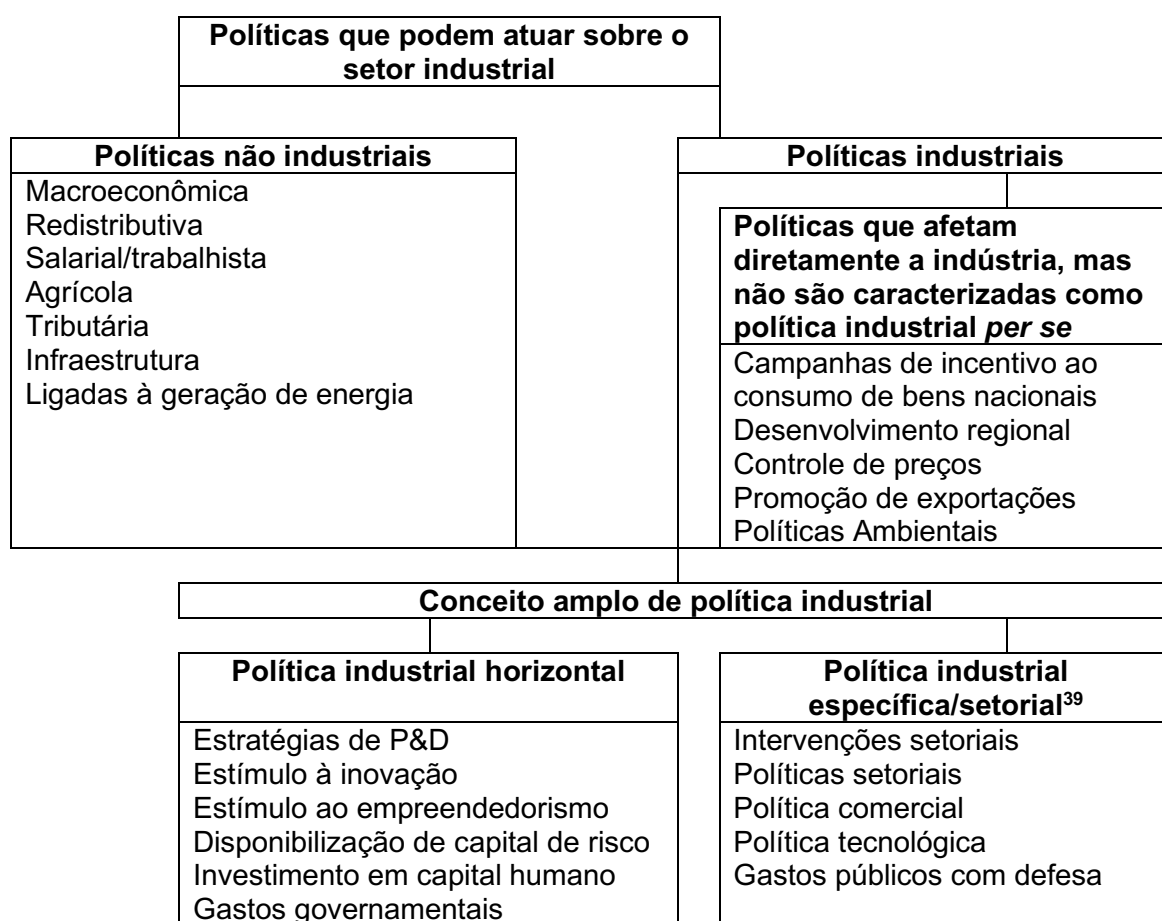 Políticas que podem atuar sobre o
setor industrial
Políticas não industriais
Macroeconômica
Redistributiva
Salarial/trabalhista
Agrícola
Tributária
Infraestrutura
Ligadas à geração de energia
Políticas industriais
Políticas que afetam
diretamente a indústria, mas
não são caracterizadas como
política industrial per se
Campanhas de incentivo ao
consumo de bens nacionais
Desenvolvimento regional
Controle de preços
Promoção de exportações
Políticas Ambientais
Conceito amplo de política industrial
Política industrial horizontal
Estratégias de P&D
Estímulo à inovação
Estímulo ao empreendedorismo
Disponibilização de capital de risco
Investimento em capital humano
Gastos governamentais
Política industrial
específica/setorial³⁹
Intervenções setoriais
Políticas setoriais
Política comercial
Política tecnológica
Gastos públicos com defesa